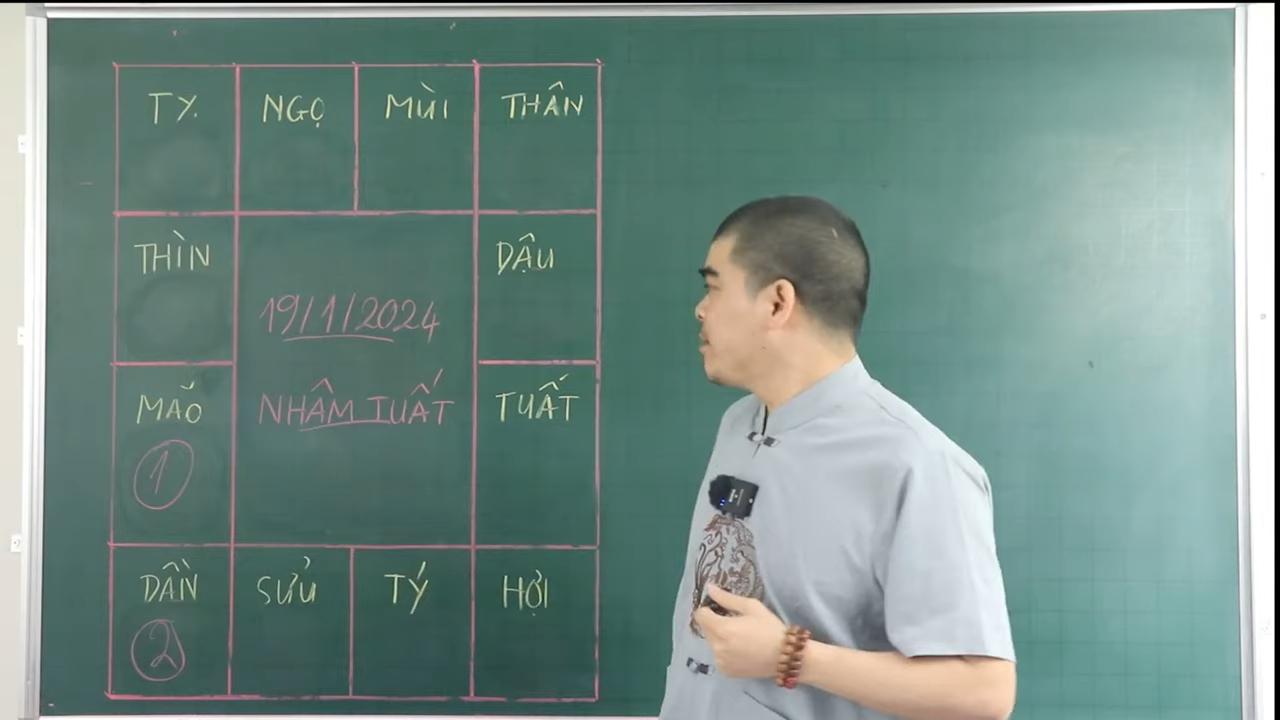 TỴ
NGỌ
MÙI
THÂN
THÌN
DẬU
19/1/2024
NHÂM TUẤT
MÃO
1
TUẤT
DẦN
2
SỬU
TÝ
HỢI